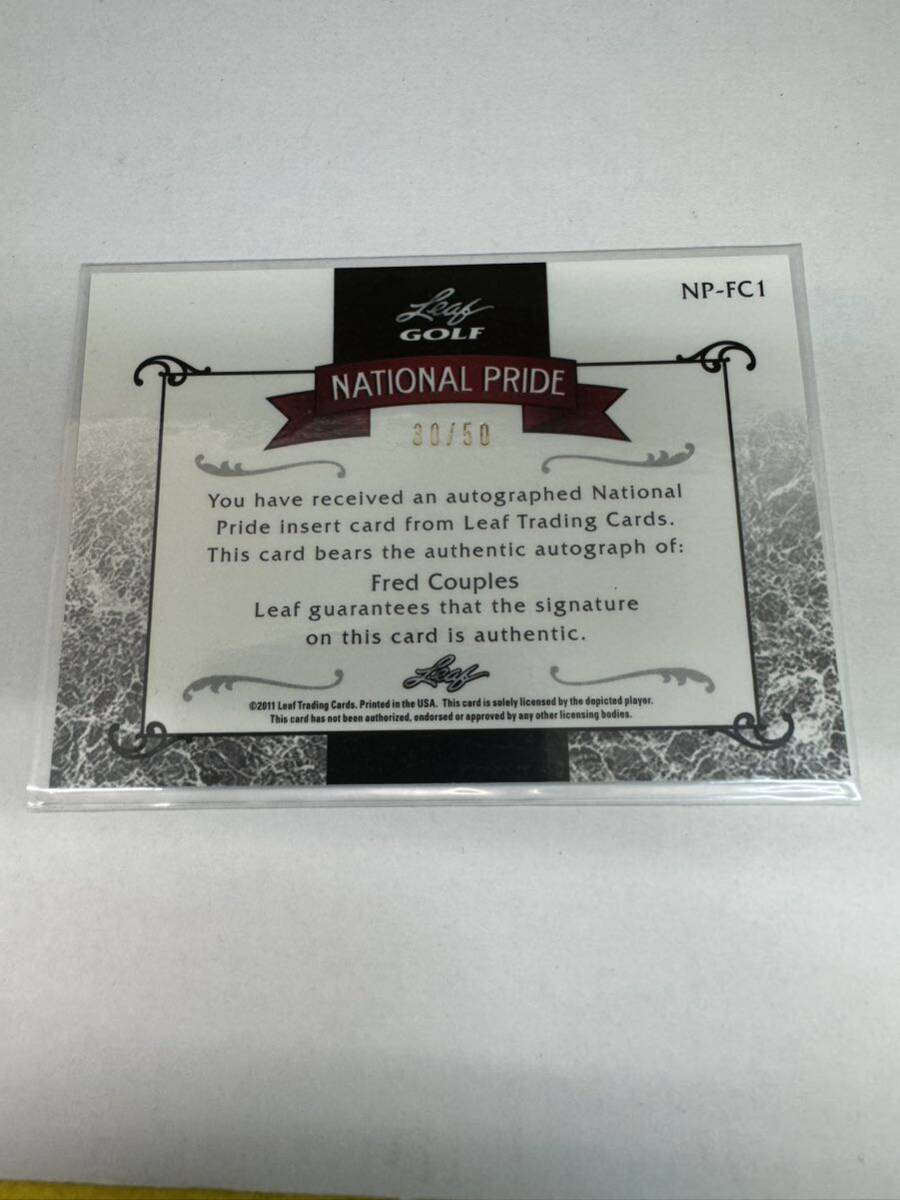 Leaf
GOLF
NP-FC1
NATIONAL PRIDE
30/50
You have received an autographed National
Pride insert card from Leaf Trading Cards.
This card bears the authentic autograph of:
Fred Couples
Leaf guarantees that the signature
on this card is authentic.
Leaf
©2011 Leaf Trading Cards. Printed in the USA. This card is solely licensed by the depicted player.
This card has not been authorized, endorsed or approved by any other licensing bodies.